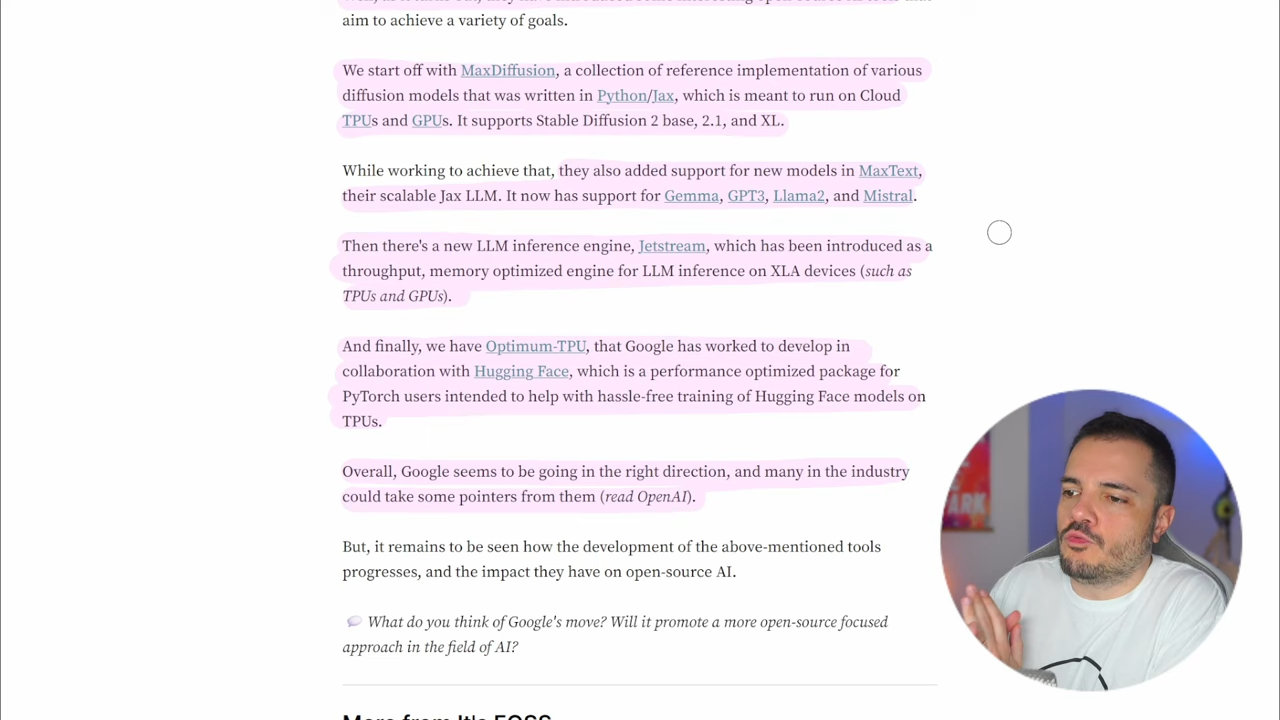 aim to achieve a variety of goals.
We start off with MaxDiffusion, a collection of reference implementation of various
diffusion models that was written in Python/Jax, which is meant to run on Cloud
TPUs and GPUs. It supports Stable Diffusion 2 base, 2.1, and XL.
While working to achieve that, they also added support for new models in MaxText,
their scalable Jax LLM. It now has support for Gemma, GPT3, Llama2, and Mistral.
Then there's a new LLM inference engine, Jetstream, which has been introduced as a
throughput, memory optimized engine for LLM inference on XLA devices (such as
TPUs and GPUs).
And finally, we have Optimum-TPU, that Google has worked to develop in
collaboration with Hugging Face, which is a performance optimized package for
PyTorch users intended to help with hassle-free training of Hugging Face models on
TPUs.
Overall, Google seems to be going in the right direction, and many in the industry
could take some pointers from them (read OpenAI).
But, it remains to be seen how the development of the above-mentioned tools
progresses, and the impact they have on open-source AI.
💬 What do you think of Google's move? Will it promote a more open-source focused
approach in the field of AI?
More from It's FOSS